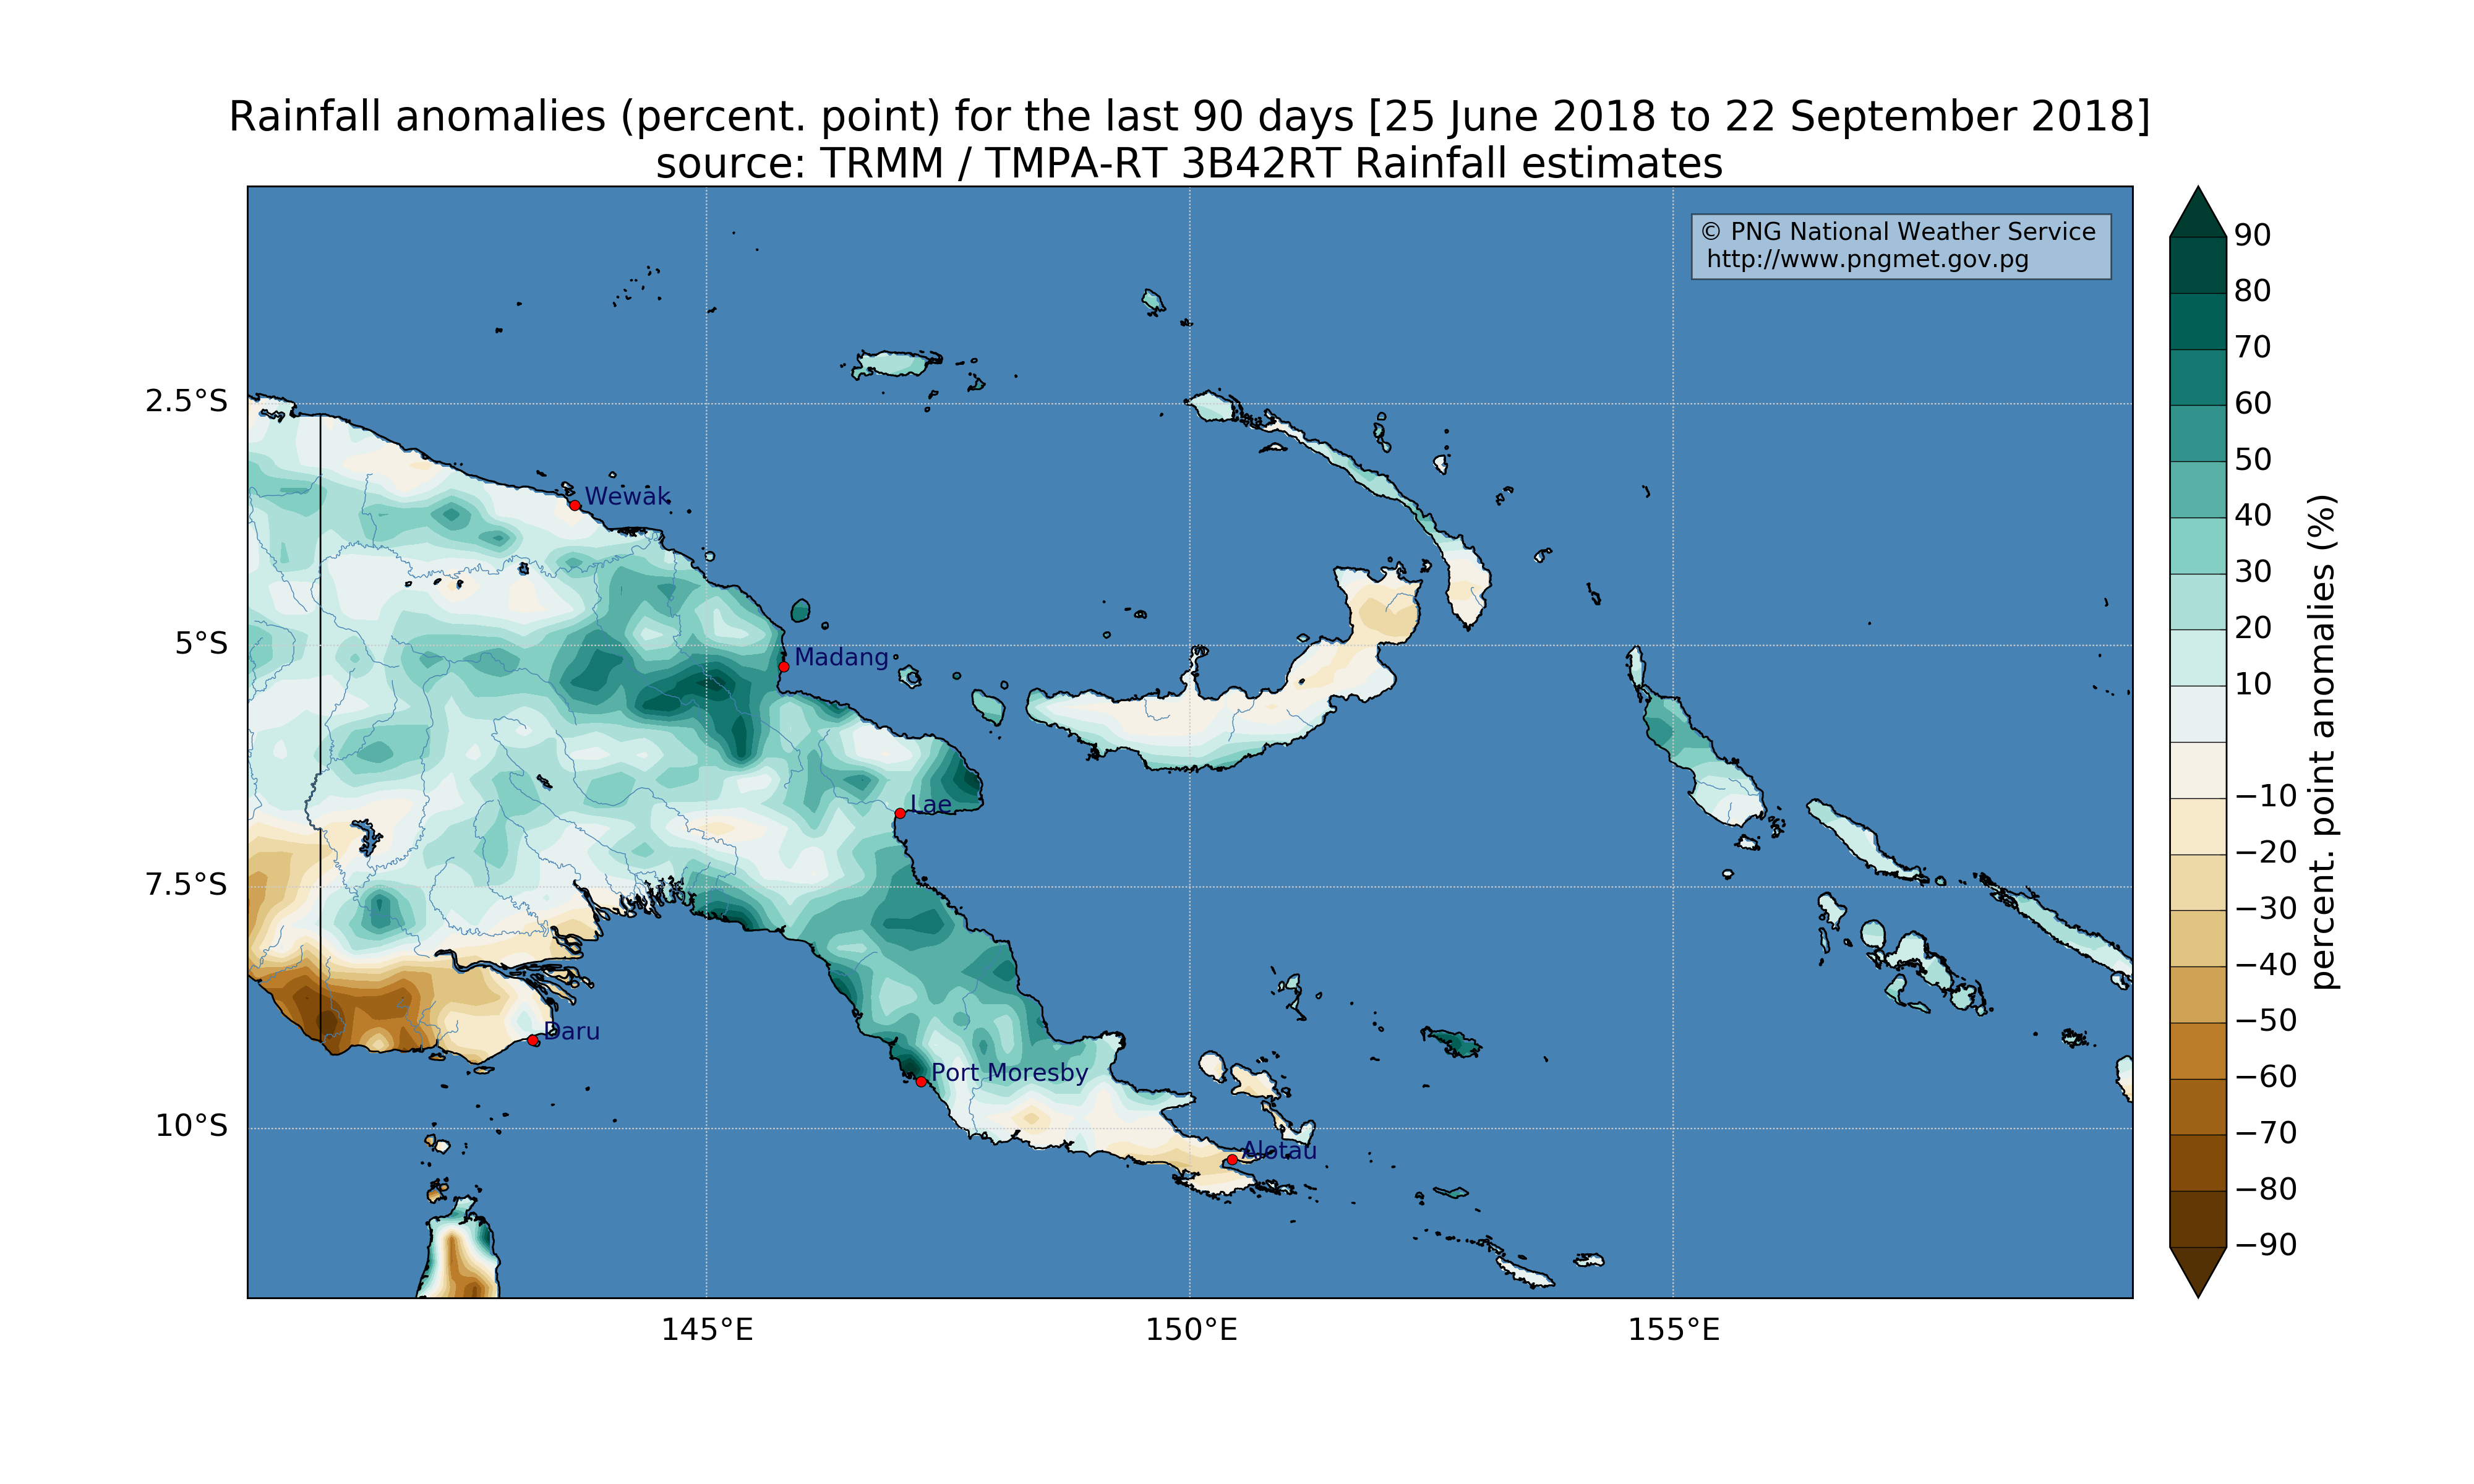 Rainfall anomalies (percent. point) for the last 90 days [25 June 2018 to 22 September 2018]
source: TRMM / TMPA-RT 3B42RT Rainfall estimates
© PNG National Weather Service
http://www.pngmet.gov.pg
2.5°S
5°S
7.5°S
10°S
145°E
150°E
155°E
Wewak
Madang
Lae
Daru
Port Moresby
Alotau
90
80
70
60
50
40
30
20
10
−10
−20
−30
−40
−50
−60
−70
−80
−90
percent. point anomalies (%)